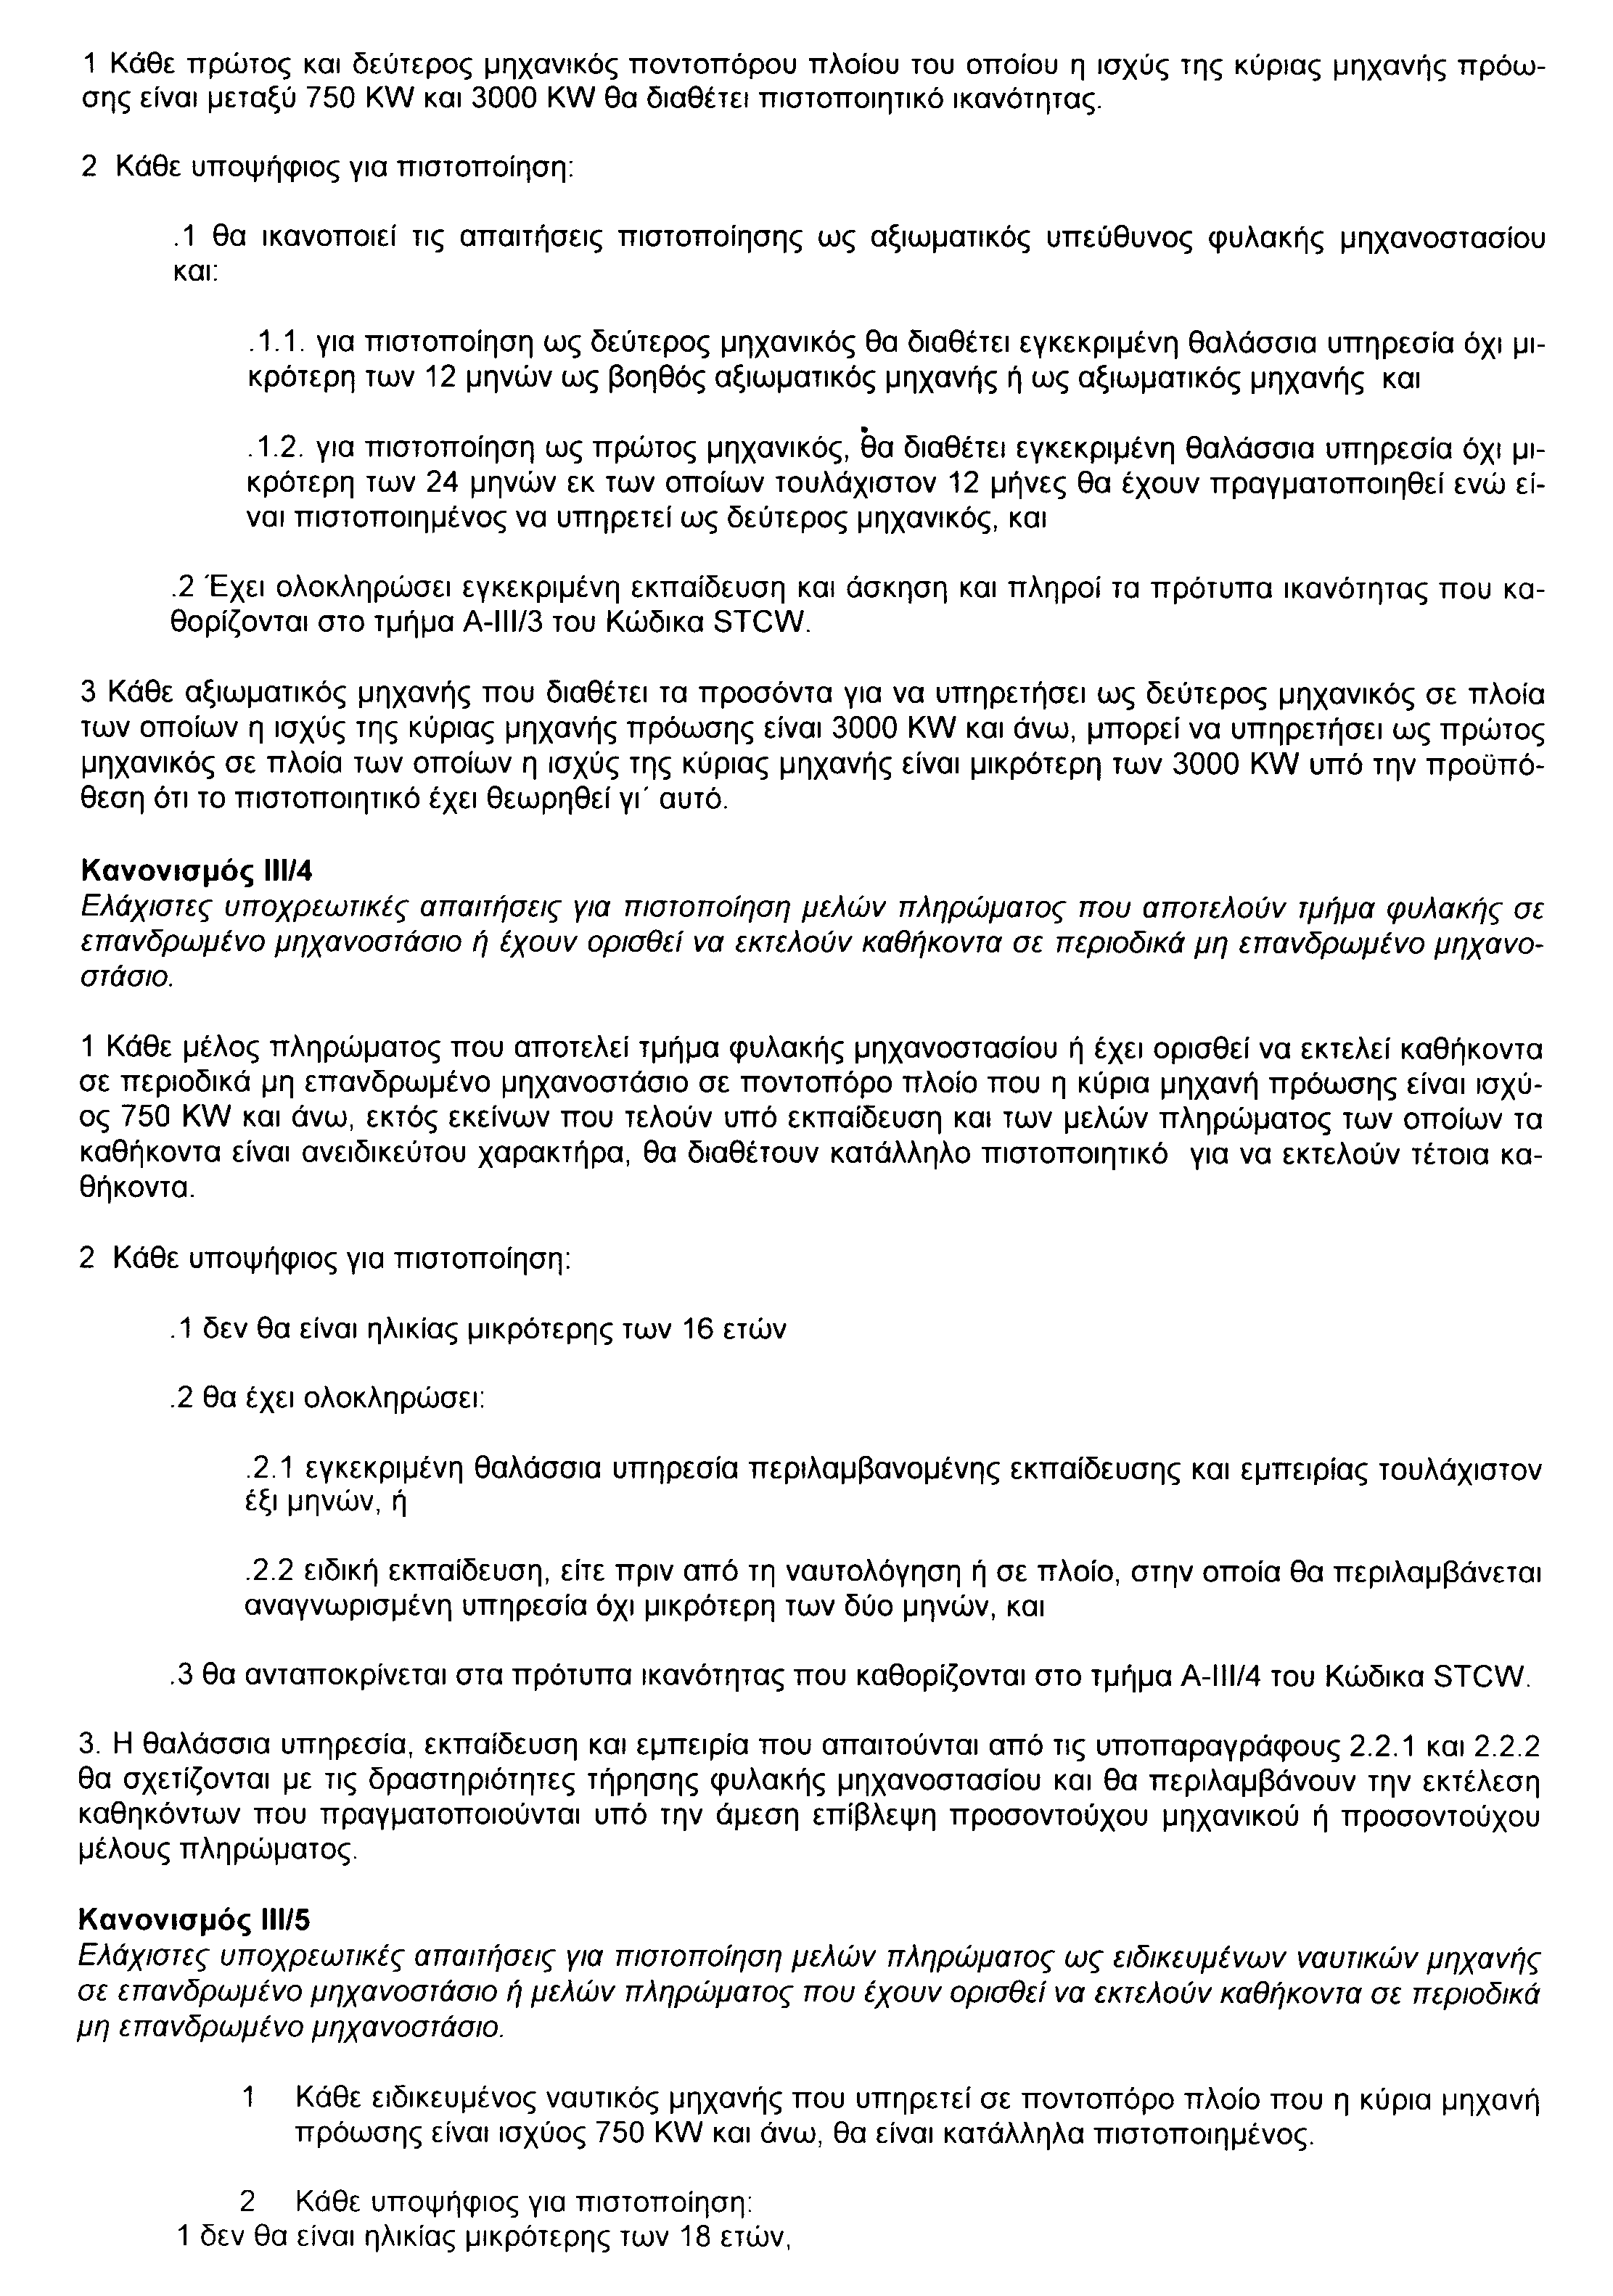 1 Κάθε πρώτος και δεύτερος μηχανικός ποντοπόρου πλοίου του οποίου η ισχύς της κύριας μηχανής πρόω-
σης είναι μεταξύ 750 KW και 3000 KW θα διαθέτει πιστοποιητικό ικανότητας.
2 Κάθε υποψήφιος για πιστοποίηση:
.1 θα ικανοποιεί τις απαιτήσεις πιστοποίησης ως αξιωματικός υπεύθυνος φυλακής μηχανοστασίου
και:
.1.1. για πιστοποίηση ως δεύτερος μηχανικός θα διαθέτει εγκεκριμένη θαλάσσια υπηρεσία όχι μι-
κρότερη των 12 μηνών ως βοηθός αξιωματικός μηχανής ή ως αξιωματικός μηχανής και
.1.2. για πιστοποίηση ως πρώτος μηχανικός, θα διαθέτει εγκεκριμένη θαλάσσια υπηρεσία όχι μι-
κρότερη των 24 μηνών εκ των οποίων τουλάχιστον 12 μήνες θα έχουν πραγματοποιηθεί ενώ εί-
ναι πιστοποιημένος να υπηρετεί ως δεύτερος μηχανικός, και
.2 Έχει ολοκληρώσει εγκεκριμένη εκπαίδευση και άσκηση και πληροί τα πρότυπα ικανότητας που κα-
θορίζονται στο τμήμα A-III/3 του Κώδικα STCW.
3 Κάθε αξιωματικός μηχανής που διαθέτει τα προσόντα για να υπηρετήσει ως δεύτερος μηχανικός σε πλοία
των οποίων η ισχύς της κύριας μηχανής πρόωσης είναι 3000 KW και άνω, μπορεί να υπηρετήσει ως πρώτος
μηχανικός σε πλοία των οποίων η ισχύς της κύριας μηχανής είναι μικρότερη των 3000 KW υπό την προϋπό-
θεση ότι το πιστοποιητικό έχει θεωρηθεί γι΄ αυτό.
Κανονισμός III/4
Ελάχιστες υποχρεωτικές απαιτήσεις για πιστοποίηση μελών πληρώματος που αποτελούν τμήμα φυλακής σε
επανδρωμένο μηχανοστάσιο ή έχουν ορισθεί να εκτελούν καθήκοντα σε περιοδικά μη επανδρωμένο μηχανο-
στάσιο.
1 Κάθε μέλος πληρώματος που αποτελεί τμήμα φυλακής μηχανοστασίου ή έχει ορισθεί να εκτελεί καθήκοντα
σε περιοδικά μη επανδρωμένο μηχανοστάσιο σε ποντοπόρο πλοίο που η κύρια μηχανή πρόωσης είναι ισχύ-
ος 750 KW και άνω, εκτός εκείνων που τελούν υπό εκπαίδευση και των μελών πληρώματος των οποίων τα
καθήκοντα είναι ανειδικεύτου χαρακτήρα, θα διαθέτουν κατάλληλο πιστοποιητικό για να εκτελούν τέτοια κα-
θήκοντα.
2 Κάθε υποψήφιος για πιστοποίηση:
.1 δεν θα είναι ηλικίας μικρότερης των 16 ετών
.2 θα έχει ολοκληρώσει:
.2.1 εγκεκριμένη θαλάσσια υπηρεσία περιλαμβανομένης εκπαίδευσης και εμπειρίας τουλάχιστον
έξι μηνών, ή
.2.2 ειδική εκπαίδευση, είτε πριν από τη ναυτολόγηση ή σε πλοίο, στην οποία θα περιλαμβάνεται
αναγνωρισμένη υπηρεσία όχι μικρότερη των δύο μηνών, και
.3 θα ανταποκρίνεται στα πρότυπα ικανότητας που καθορίζονται στο τμήμα A-III/4 του Κώδικα STCW.
3. Η θαλάσσια υπηρεσία, εκπαίδευση και εμπειρία που απαιτούνται από τις υποπαραγράφους 2.2.1 και 2.2.2
θα σχετίζονται με τις δραστηριότητες τήρησης φυλακής μηχανοστασίου και θα περιλαμβάνουν την εκτέλεση
καθηκόντων που πραγματοποιούνται υπό την άμεση επίβλεψη προσοντούχου μηχανικού ή προσοντούχου
μέλους πληρώματος.
Κανονισμός III/5
Ελάχιστες υποχρεωτικές απαιτήσεις για πιστοποίηση μελών πληρώματος ως ειδικευμένων ναυτικών μηχανής
σε επανδρωμένο μηχανοστάσιο ή μελών πληρώματος που έχουν ορισθεί να εκτελούν καθήκοντα σε περιοδικά
μη επανδρωμένο μηχανοστάσιο.
1 Κάθε ειδικευμένος ναυτικός μηχανής που υπηρετεί σε ποντοπόρο πλοίο που η κύρια μηχανή
πρόωσης είναι ισχύος 750 KW και άνω, θα είναι κατάλληλα πιστοποιημένος.
2 Κάθε υποψήφιος για πιστοποίηση:
1 δεν θα είναι ηλικίας μικρότερης των 18 ετών,